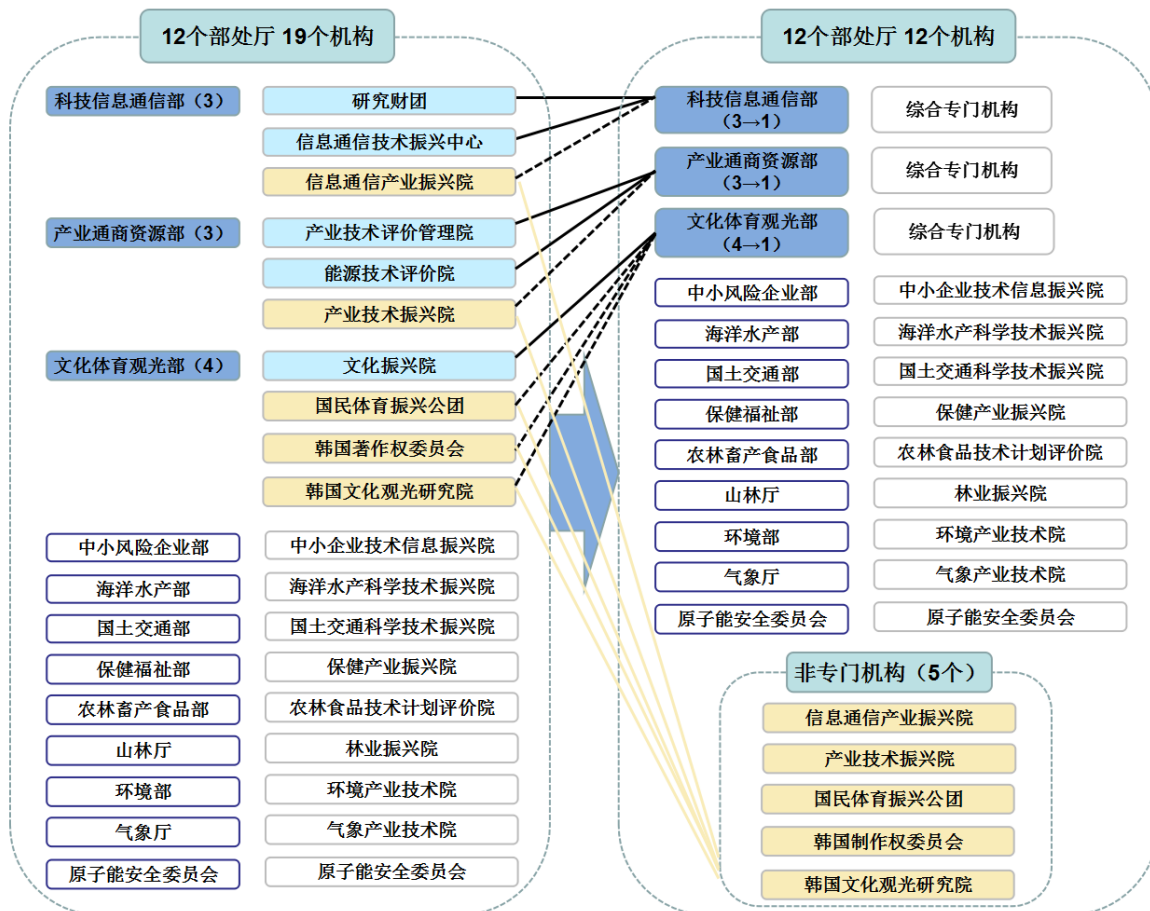 12个部处厅 19个机构
科技信息通信部（3）
研究财团
信息通信技术振兴中心
信息通信产业振兴院
产业通商资源部（3）
产业技术评价管理院
能源技术评价院
产业技术振兴院
文化体育观光部（4）
文化振兴院
国民体育振兴公团
韩国著作权委员会
韩国文化观光研究院
中小风险企业部
中小企业技术信息振兴院
海洋水产部
海洋水产科学技术振兴院
国土交通部
国土交通科学技术振兴院
保健福祉部
保健产业振兴院
农林畜产食品部
农林食品技术计划评价院
山林厅
林业振兴院
环境部
环境产业技术院
气象厅
气象产业技术院
原子能安全委员会
原子能安全委员会
12个部处厅 12个机构
科技信息通信部
（3→1）
综合专门机构
产业通商资源部
（3→1）
综合专门机构
文化体育观光部
（4→1）
综合专门机构
中小风险企业部
中小企业技术信息振兴院
海洋水产部
海洋水产科学技术振兴院
国土交通部
国土交通科学技术振兴院
保健福祉部
保健产业振兴院
农林畜产食品部
农林食品技术计划评价院
山林厅
林业振兴院
环境部
环境产业技术院
气象厅
气象产业技术院
原子能安全委员会
原子能安全委员会
非专门机构（5个）
信息通信产业振兴院
产业技术振兴院
国民体育振兴公团
韩国制作权委员会
韩国文化观光研究院